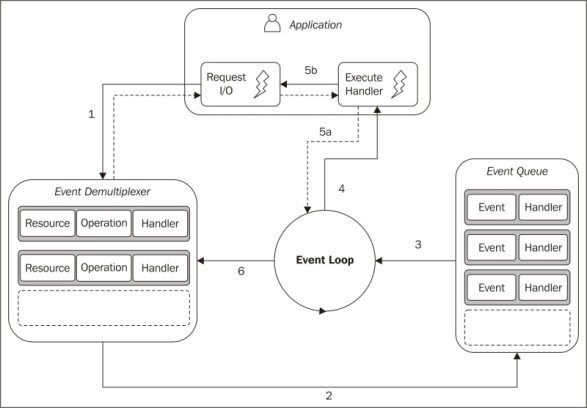 Application
Request
I/O
5b
Execute
Handler
1
5a
Event Demultiplexer
Resource Operation Handler
Resource Operation Handler
4
6
Event Loop
3
Event Queue
Event Handler
Event Handler
Event Handler
2